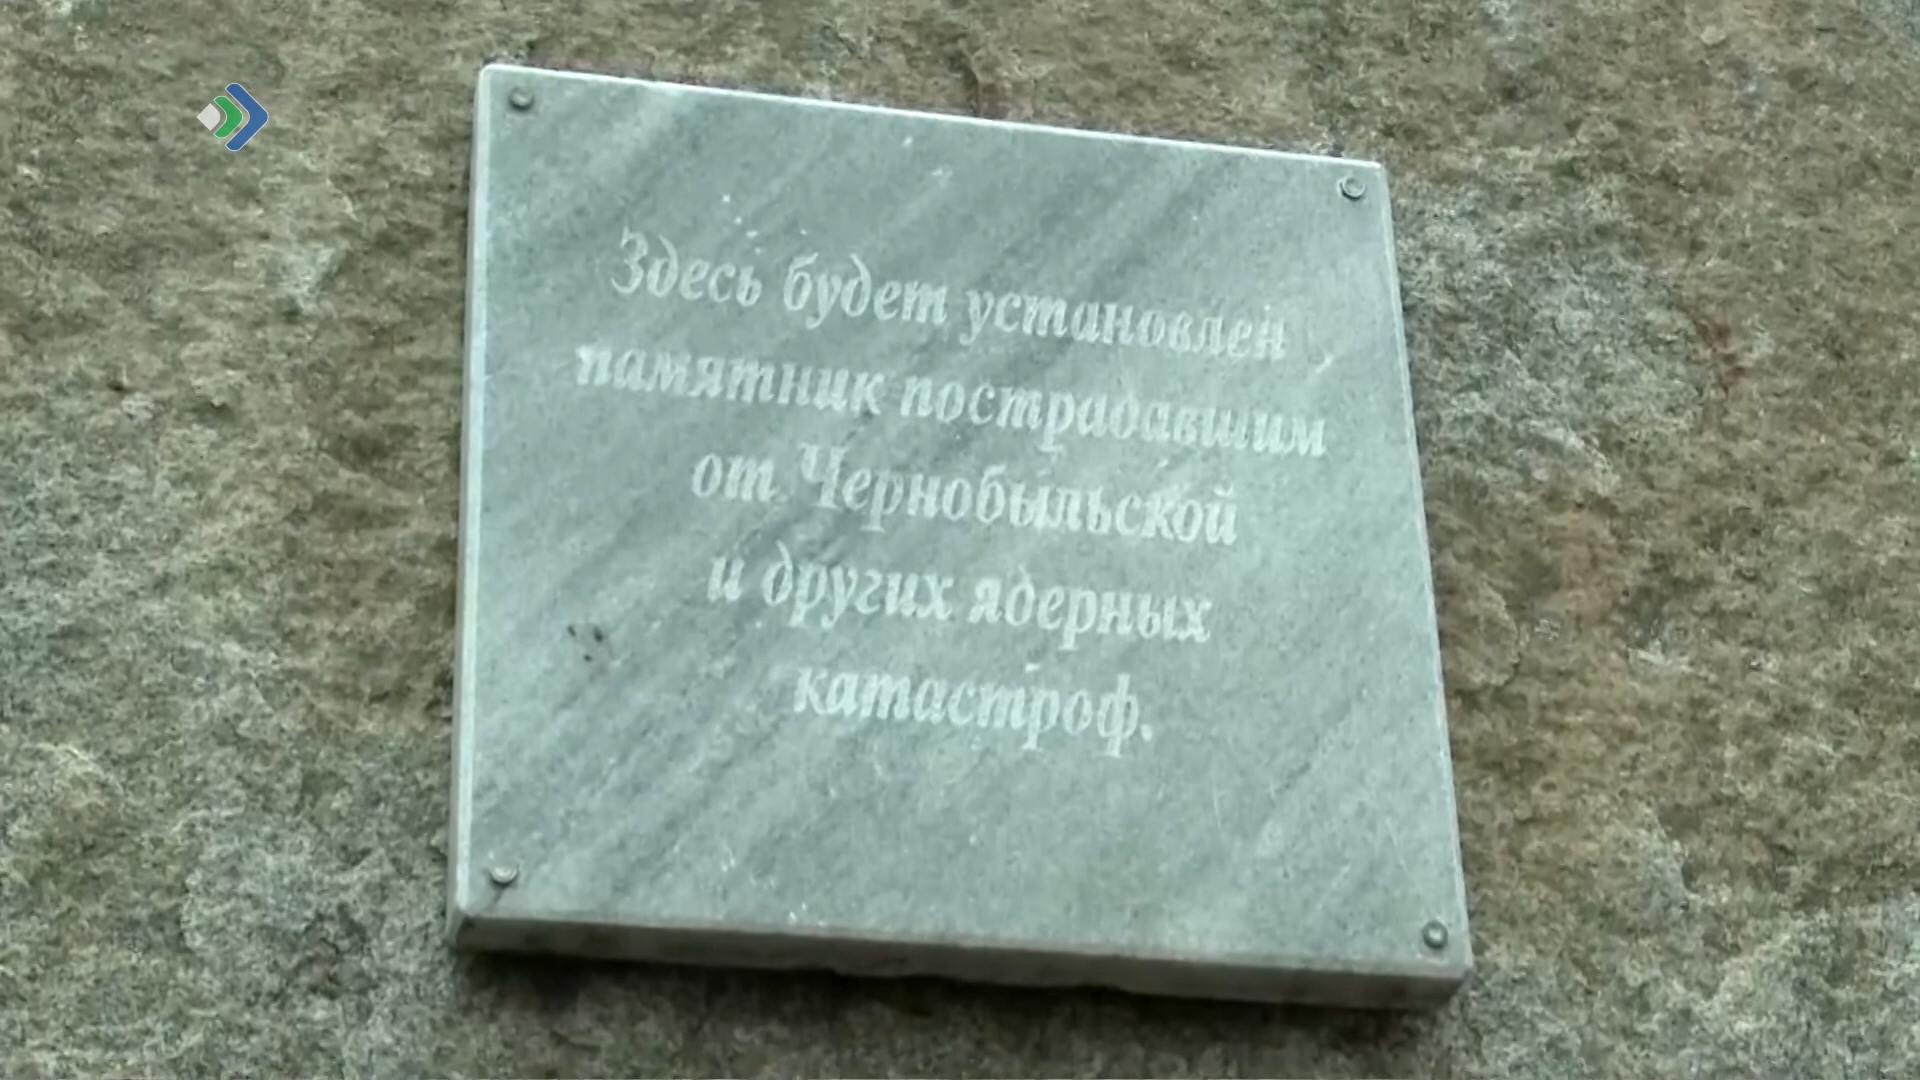 Здесь будет установлен
памятник пострадавшим
от Чернобыльской
и других ядерных
катастроф.